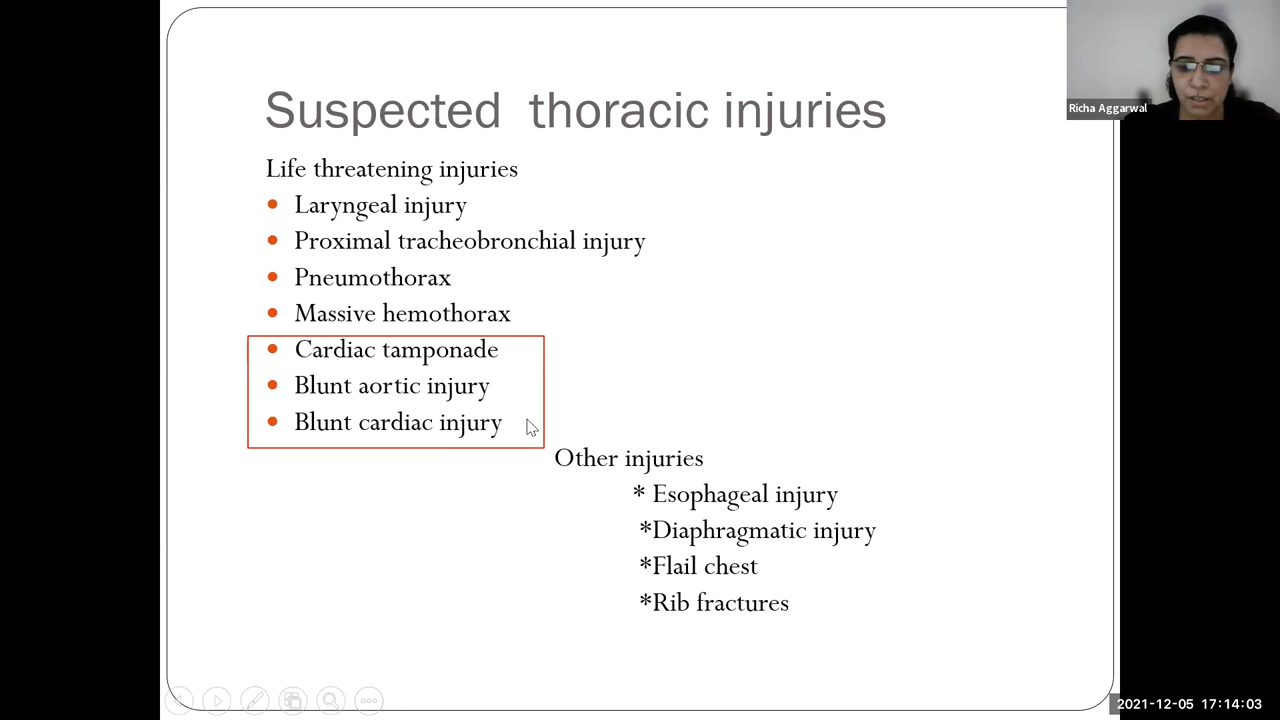 Suspected thoracic injuries
Richa Aggarwal
Life threatening injuries
Laryngeal injury
Proximal tracheobronchial injury
Pneumothorax
Massive hemothorax
Cardiac tamponade
Blunt aortic injury
Blunt cardiac injury
Other injuries
* Esophageal injury
*Diaphragmatic injury
*Flail chest
*Rib fractures
2021-12-05 17:14:03